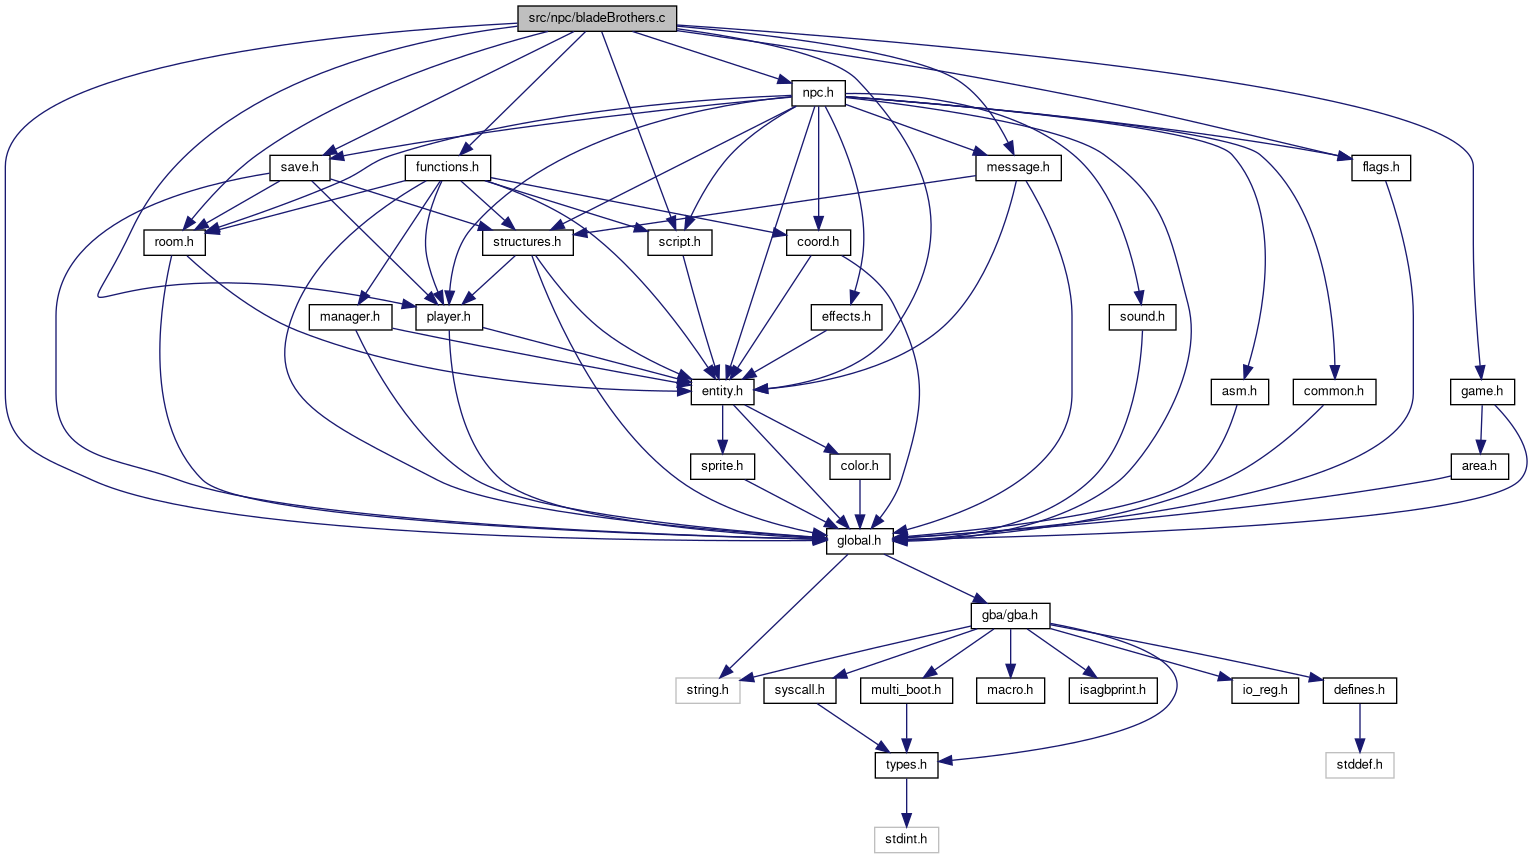 src/npc/bladeBrothers.c
npc.h
save.h
functions.h
message.h
flags.h
room.h
structures.h
script.h
coord.h
manager.h
player.h
effects.h
sound.h
entity.h
asm.h
common.h
game.h
sprite.h
color.h
area.h
global.h
gba/gba.h
string.h
syscall.h
multi_boot.h
macro.h
isagbprint.h
io_reg.h
defines.h
types.h
stddef.h
stdint.h